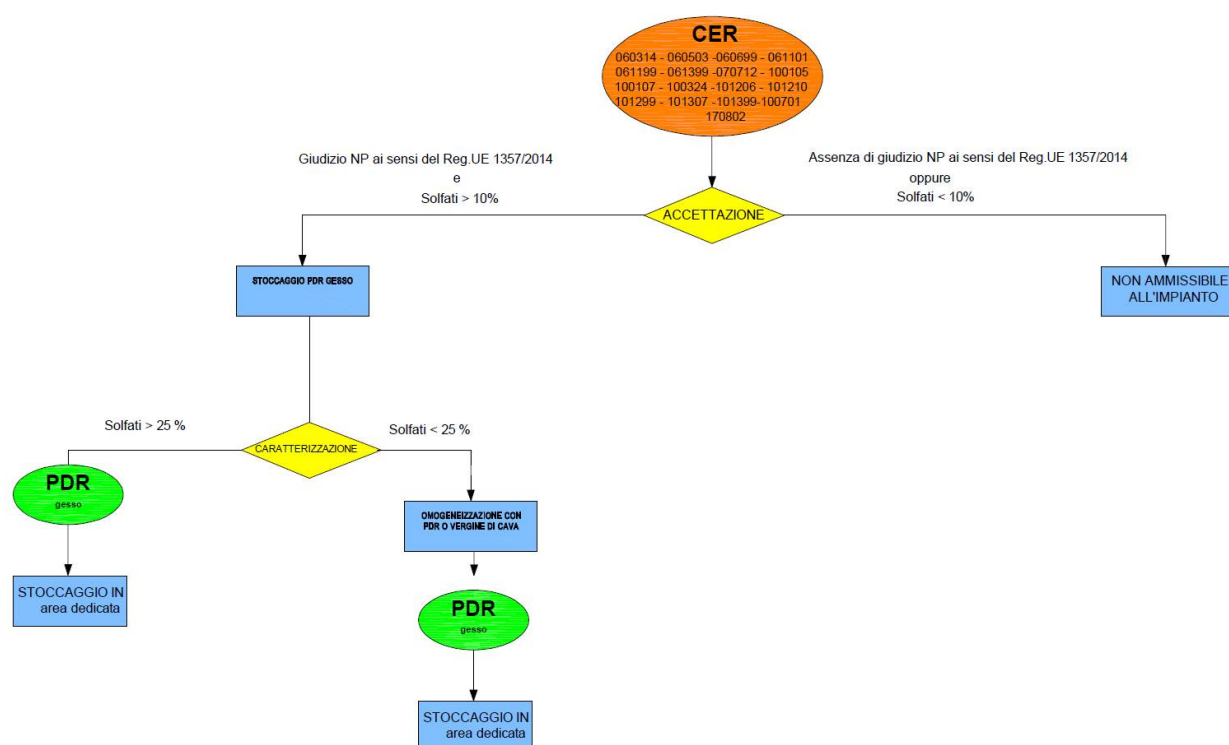 CER
060314 - 060503 -060699 - 061101
061199 - 061399 -070712 - 100105
100107 - 100324 -101206 - 101210
101299 - 101307 -101399-100701
170802
Giudizio NP ai sensi del Reg.UE 1357/2014
e
Solfati > 10%
Assenza di giudizio NP ai sensi del Reg.UE 1357/2014
oppure
Solfati < 10%
ACCETTAZIONE
STOCCAGGIO PDR GESSO
NON AMMISSIBILE
ALL'IMPIANTO
Solfati > 25 %
Solfati < 25 %
CARATTERIZZAZIONE
PDR
gesso
OMOGENEIZZAZIONE CON
PDR O VERGINE DI CAVA
STOCCAGGIO IN
area dedicata
PDR
gesso
STOCCAGGIO IN
area dedicata